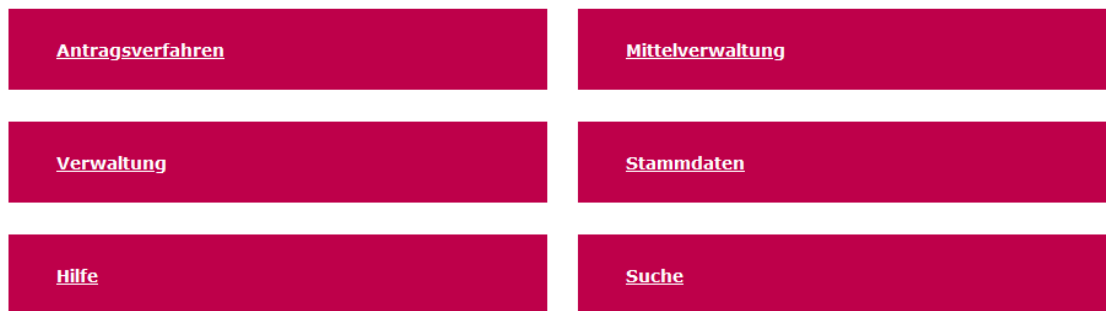 Antragsverfahren
Mittelverwaltung
Verwaltung
Stammdaten
Hilfe
Suche